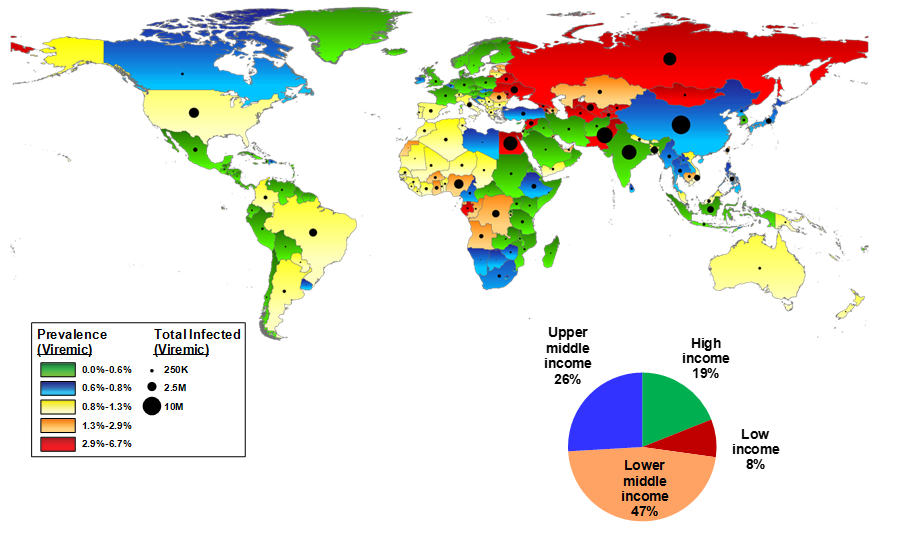 Prevalence
(Viremic)
Total Infected
(Viremic)
0.0%-0.6%
250K
0.6%-0.8%
2.5M
0.8%-1.3%
10M
1.3%-2.9%
2.9%-6.7%
Upper
middle
income
26%
High
income
19%
Low
income
8%
Lower
middle
income
47%